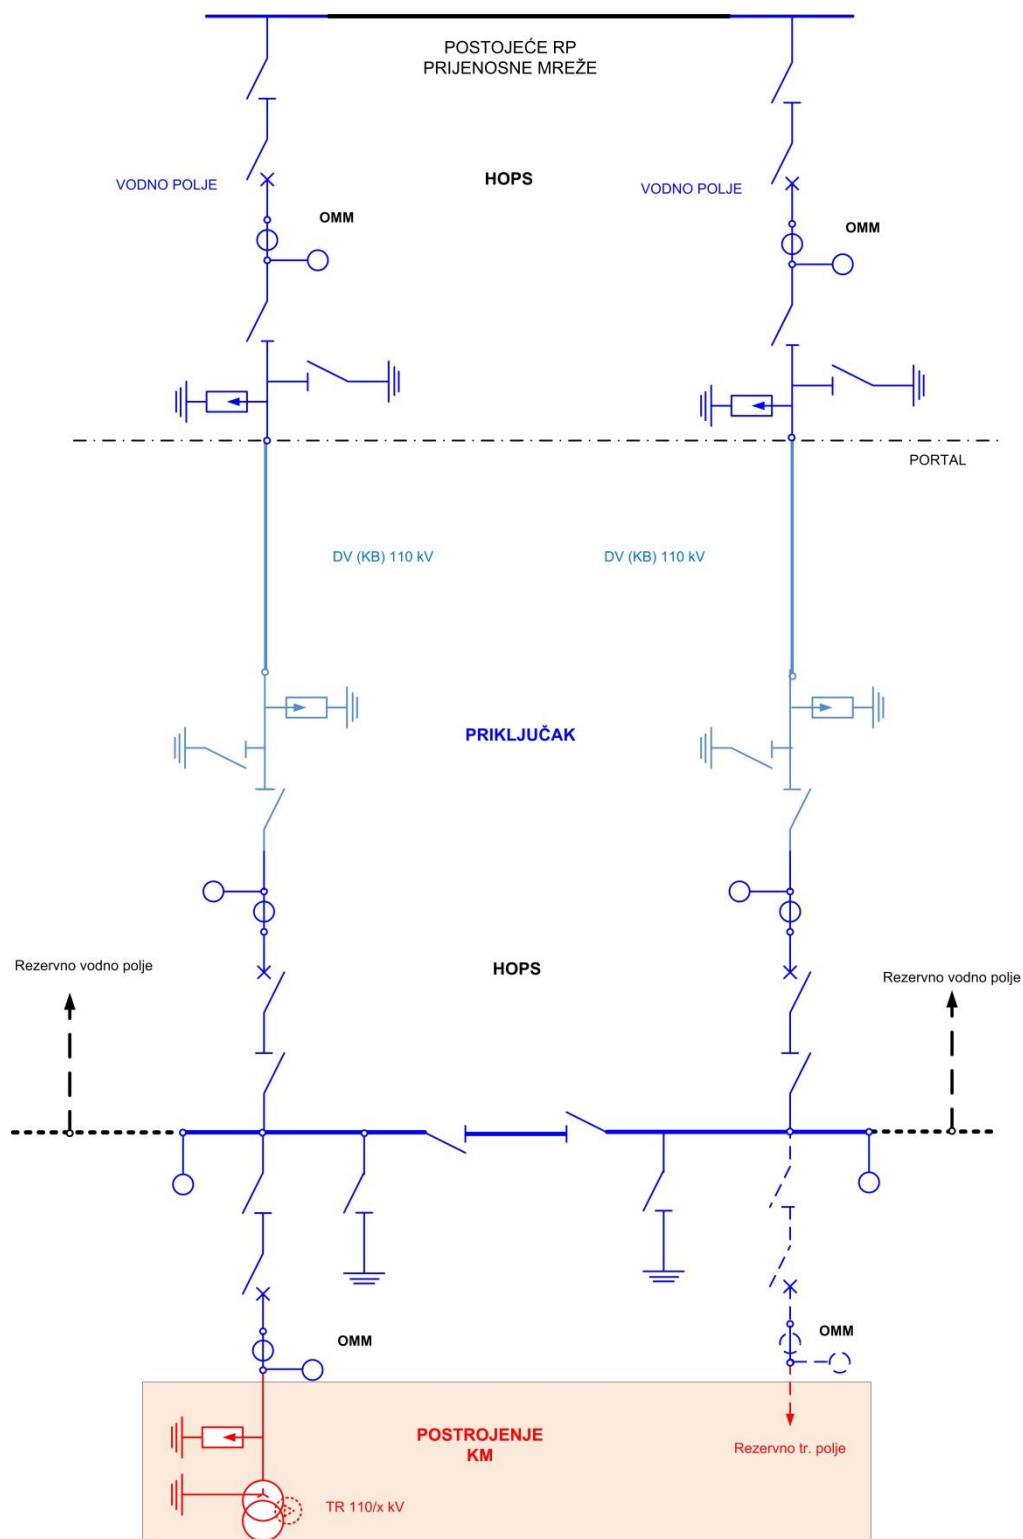 POSTOJEĆE RP
PRIJENOSNE MREŽE
VODNO POLJE
HOPS
VODNO POLJE
OMM
OMM
PORTAL
DV (KB) 110 kV
DV (KB) 110 kV
PRIKLJUČAK
Rezervno vodno polje
HOPS
Rezervno vodno polje
OMM
OMM
POSTROJENJE
KM
Rezervno tr. polje
TR 110/x kV